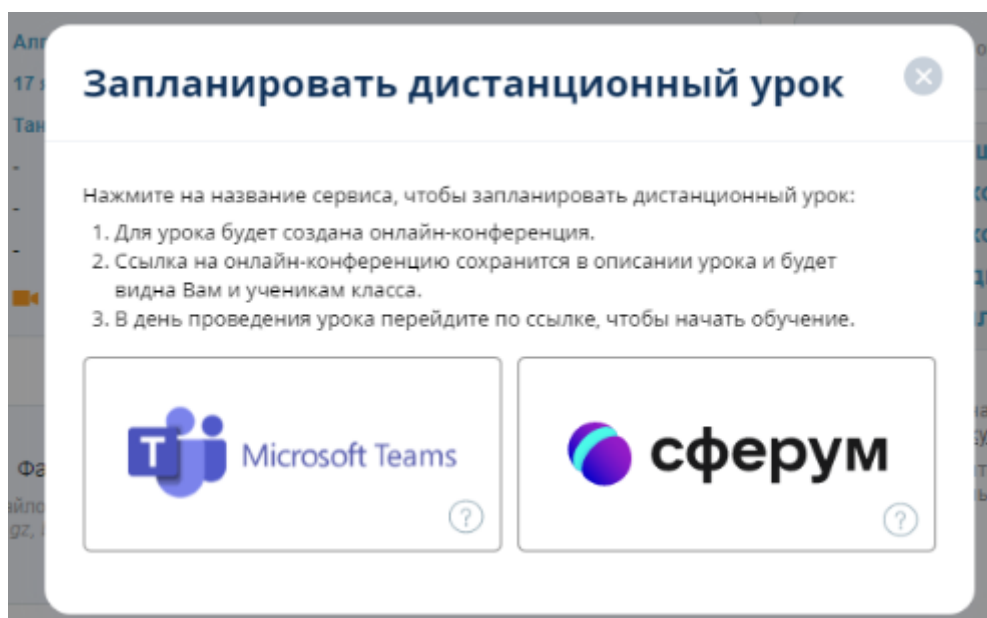 Запланировать дистанционный урок
Нажмите на название сервиса, чтобы запланировать дистанционный урок:
1. Для урока будет создана онлайн-конференция.
2. Ссылка на онлайн-конференцию сохранится в описании урока и будет
видна Вам и ученикам класса.
3. В день проведения урока перейдите по ссылке, чтобы начать обучение.
T Microsoft Teams
?
сферум
?
17
gz,